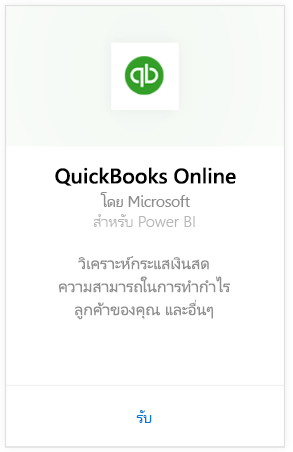 qb
QuickBooks Online
โดย Microsoft
สำหรับ Power BI
วิเคราะห์กระแสเงินสด
ความสามารถในการทำกำไร
ลูกค้าของคุณ และอื่นๆ
รับ